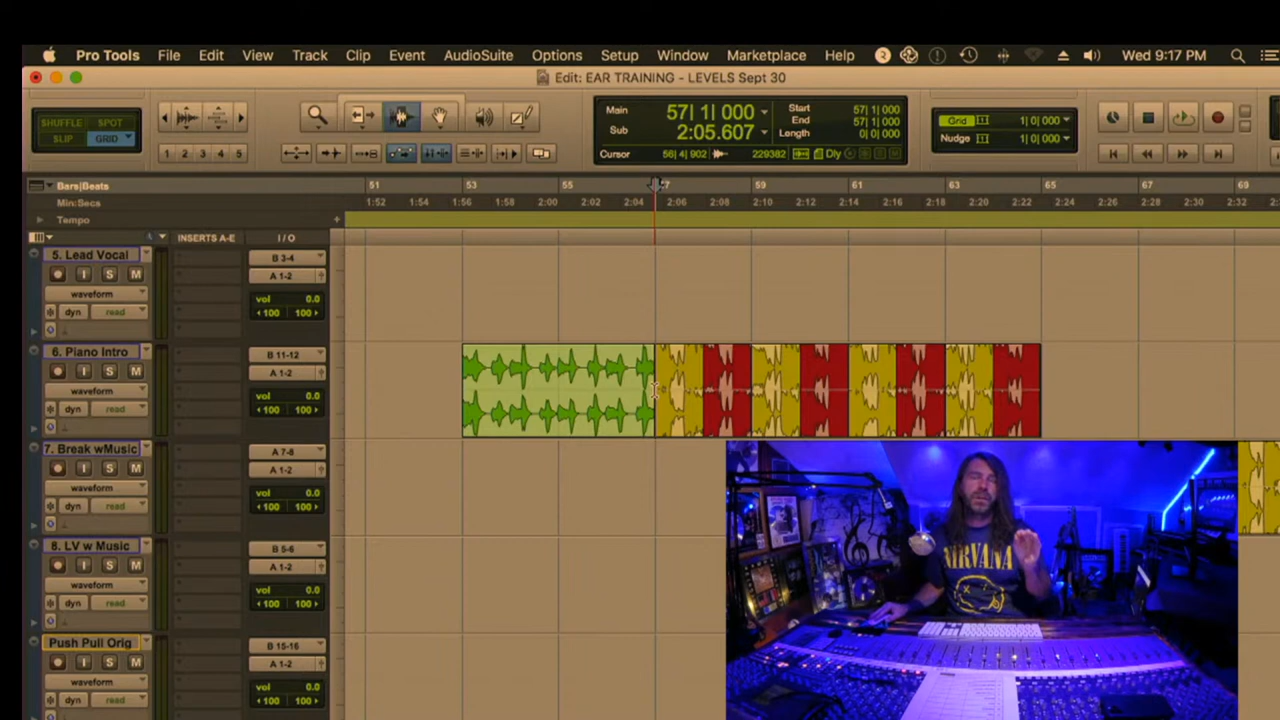 Pro Tools File Edit View Track Clip Event AudioSuite Options Setup Window Marketplace Help Wed 9:17 PM
Edit: EAR TRAINING - LEVELS Sept 30
SHUFFLE SPOT
SLIP GRID
1 2 3 4 5
Main 57| 1| 000
Sub 2:05.607
Start 57| 1| 000
End 57| 1| 000
Length 0| 0| 000
Cursor 56| 4| 902 229382 Dly
Grid 1| 0| 000
Nudge 1| 0| 000
Bars|Beats 51 53 55 57 59 61 63 65 67 69
Min:Secs 1:52 1:54 1:56 1:58 2:00 2:02 2:04 2:06 2:08 2:10 2:12 2:14 2:16 2:18 2:20 2:22 2:24 2:26 2:28 2:30 2:32
Tempo
INSERTS A-E I / O
5. Lead Vocal B 3-4
I S M A 1-2
waveform vol 0.0
dyn read 100 100
6. Piano Intro B 11-12
I S M A 1-2
waveform vol 0.0
dyn read 100 100
7. Break wMusic A 7-8
I S M A 1-2
waveform vol 0.0
dyn read 100 100
8. LV w Music B 5-6
I S M A 1-2
waveform vol 0.0
dyn read 100 100
Push Pull Orig B 15-16
I S M A 1-2
waveform vol 0.0
dyn read 100 100
NIRVANA